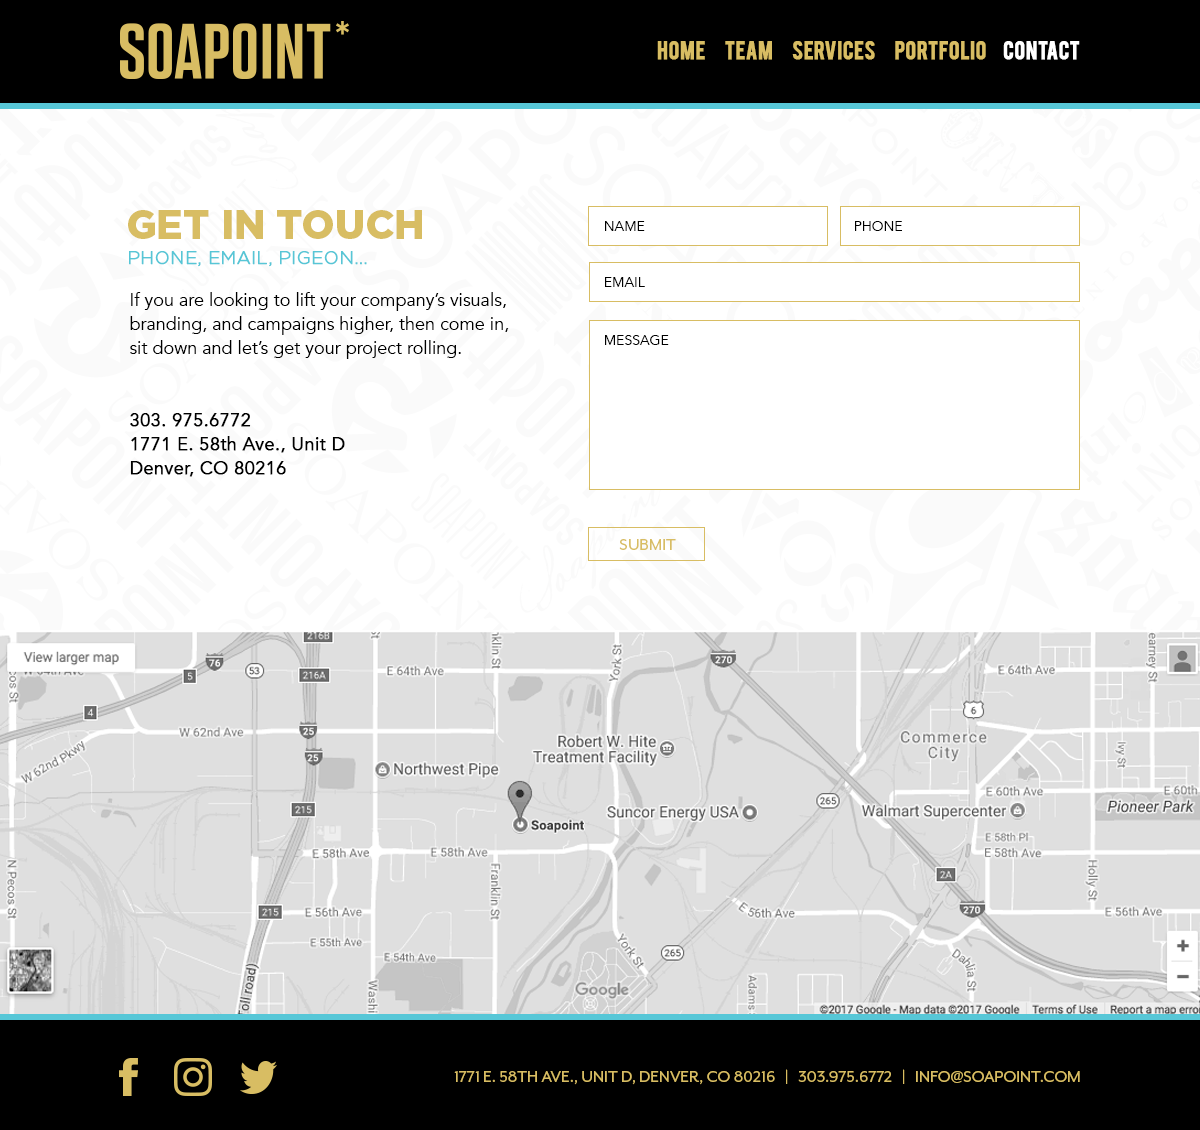 SOAPOINT*
HOME TEAM SERVICES PORTFOLIO CONTACT
GET IN TOUCH
PHONE, EMAIL, PIGEON...
If you are looking to lift your company's visuals,
branding, and campaigns higher, then come in,
sit down and let's get your project rolling.
303. 975.6772
1771 E. 58th Ave., Unit D
Denver, CO 80216
NAME
PHONE
EMAIL
MESSAGE
SUBMIT
View larger map
216B
76
53
5
216A
E 64th Ave
York St
270
E 64th Ave
4
W 62nd Ave
25
6
W 62nd Pkwy
25
Robert W. Hite
Treatment Facility
Commerce
City
Ivy St
Northwest Pipe
215
Soapoint
Suncor Energy USA
265
Walmart Supercenter
E 60th Ave
E 60th
Pioneer Park
E 58th Pl
E 58th Ave
E 58th Ave
E 58th Ave
N Pecos St
Franklin St
2A
Holly St
215
E 56th Ave
E 56th Ave
270
E 56th Ave
E 55th Ave
E 54th Ave
York St
265
Dahlia St
Toll road)
Google
©2017 Google - Map data ©2017 Google
Terms of Use
Report a map error
1771 E. 58TH AVE., UNIT D, DENVER, CO 80216 | 303.975.6772 | INFO@SOAPOINT.COM